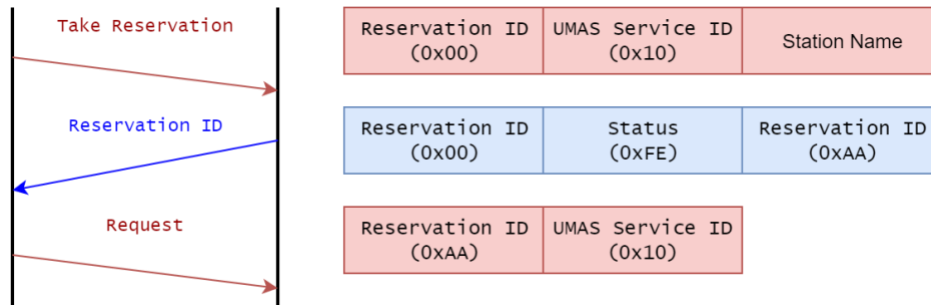 Take Reservation
Reservation ID
(0x00)
UMAS Service ID
(0x10)
Station Name
Reservation ID
Reservation ID
(0x00)
Status
(0xFE)
Reservation ID
(0xAA)
Request
Reservation ID
(0xAA)
UMAS Service ID
(0x10)